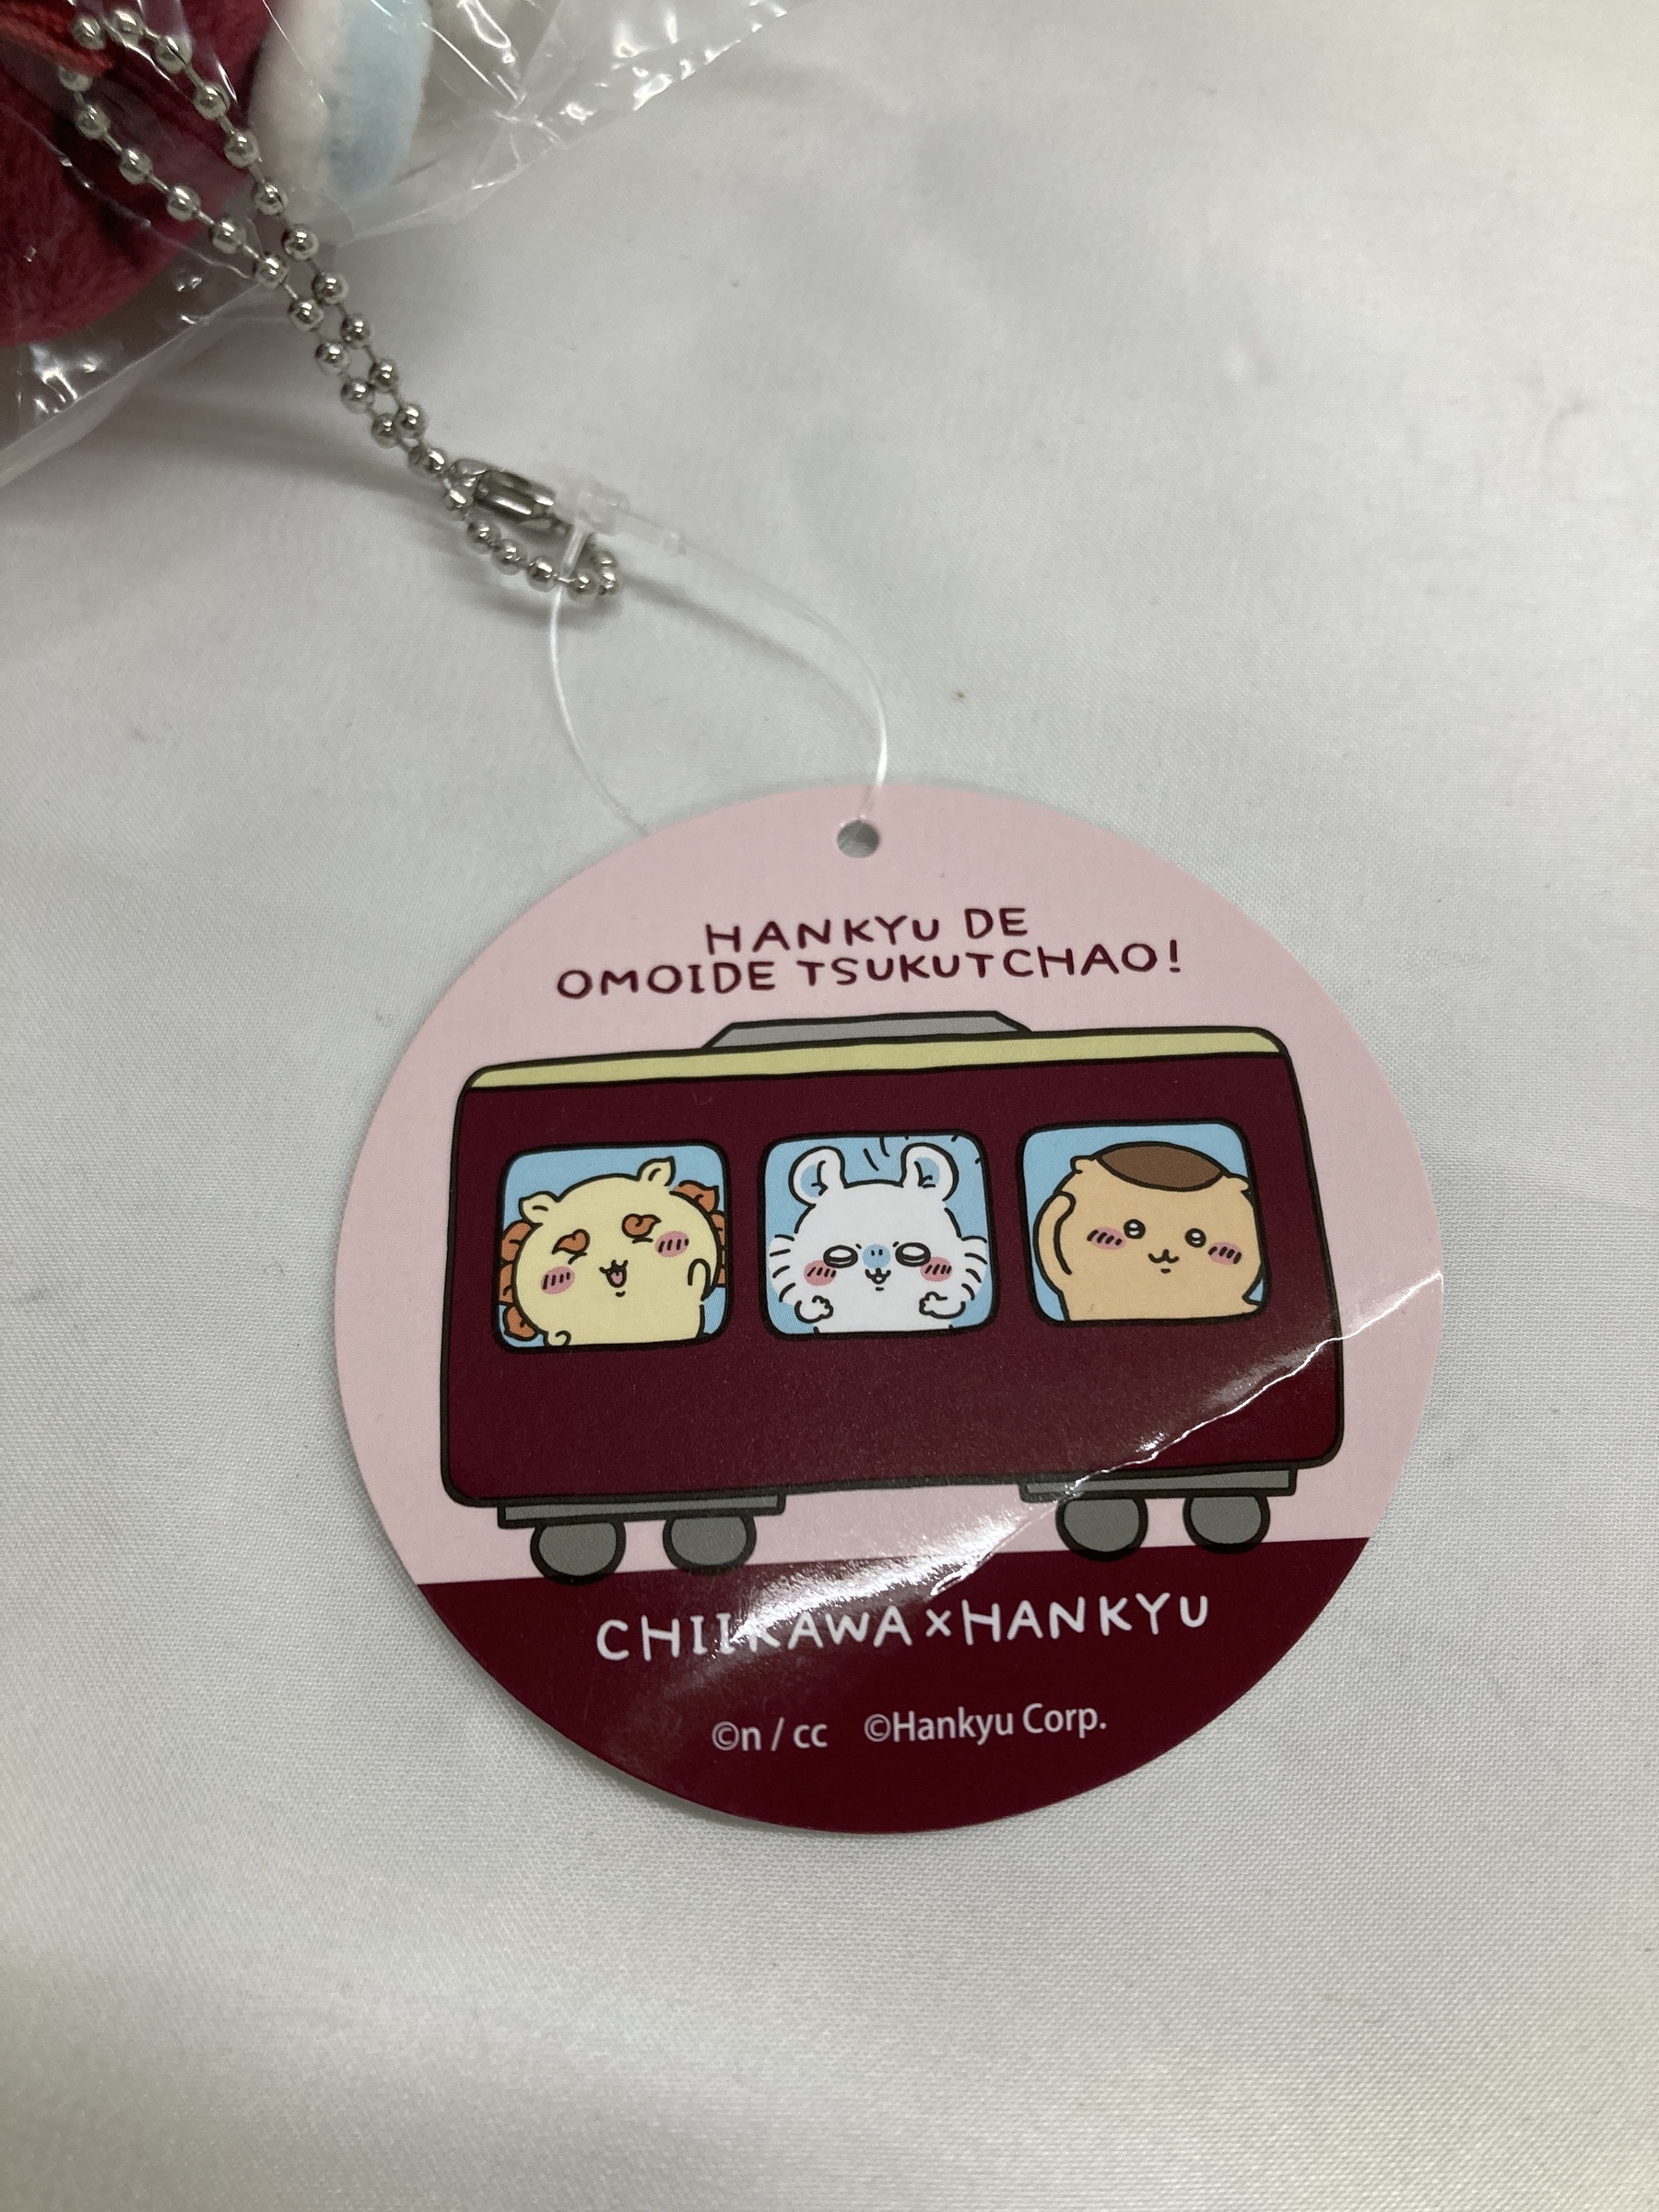 HANKYU DE
OMOIDE TSUKUTCHAO!
CHIIKAWA×HANKYU
©n / cc ©Hankyu Corp.